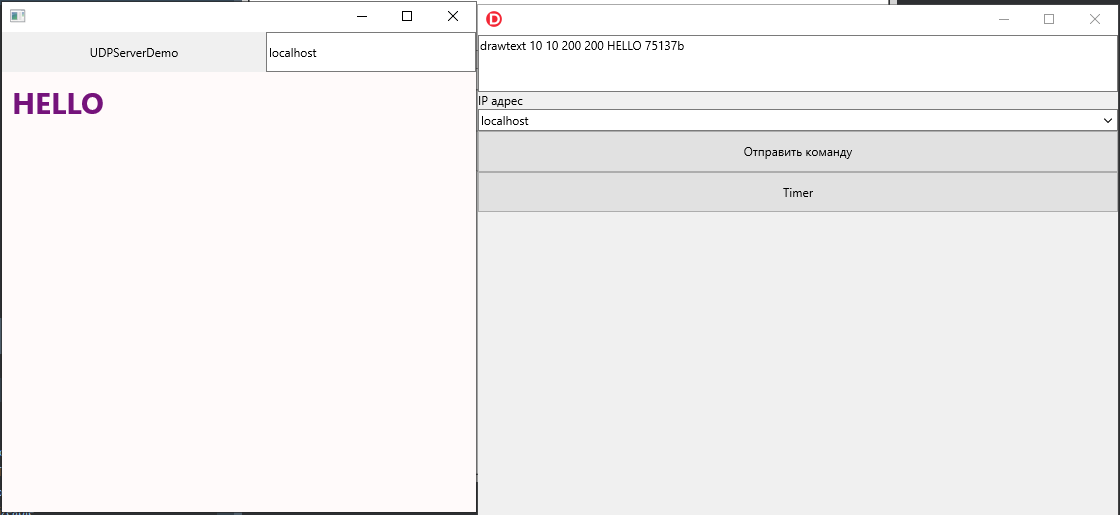 UDPServerDemo
localhost
HELLO
D
drawtext 10 10 200 200 HELLO 75137b
IP адрес
localhost
Отправить команду
Timer